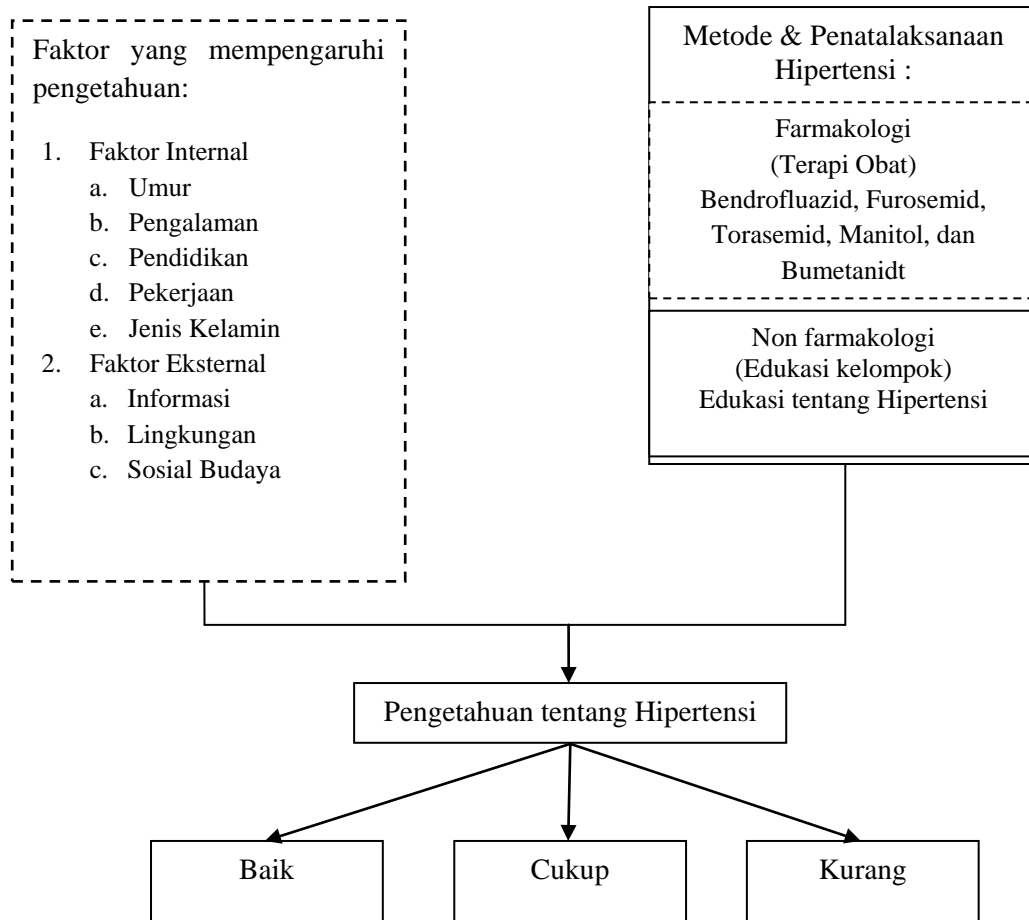 Faktor yang mempengaruhi
pengetahuan:
1. Faktor Internal
a. Umur
b. Pengalaman
c. Pendidikan
d. Pekerjaan
e. Jenis Kelamin
2. Faktor Eksternal
a. Informasi
b. Lingkungan
c. Sosial Budaya
Metode & Penatalaksanaan
Hipertensi :
Farmakologi
(Terapi Obat)
Bendrofluazid, Furosemid,
Torasemid, Manitol, dan
Bumetanidt
Non farmakologi
(Edukasi kelompok)
Edukasi tentang Hipertensi
Pengetahuan tentang Hipertensi
Baik
Cukup
Kurang